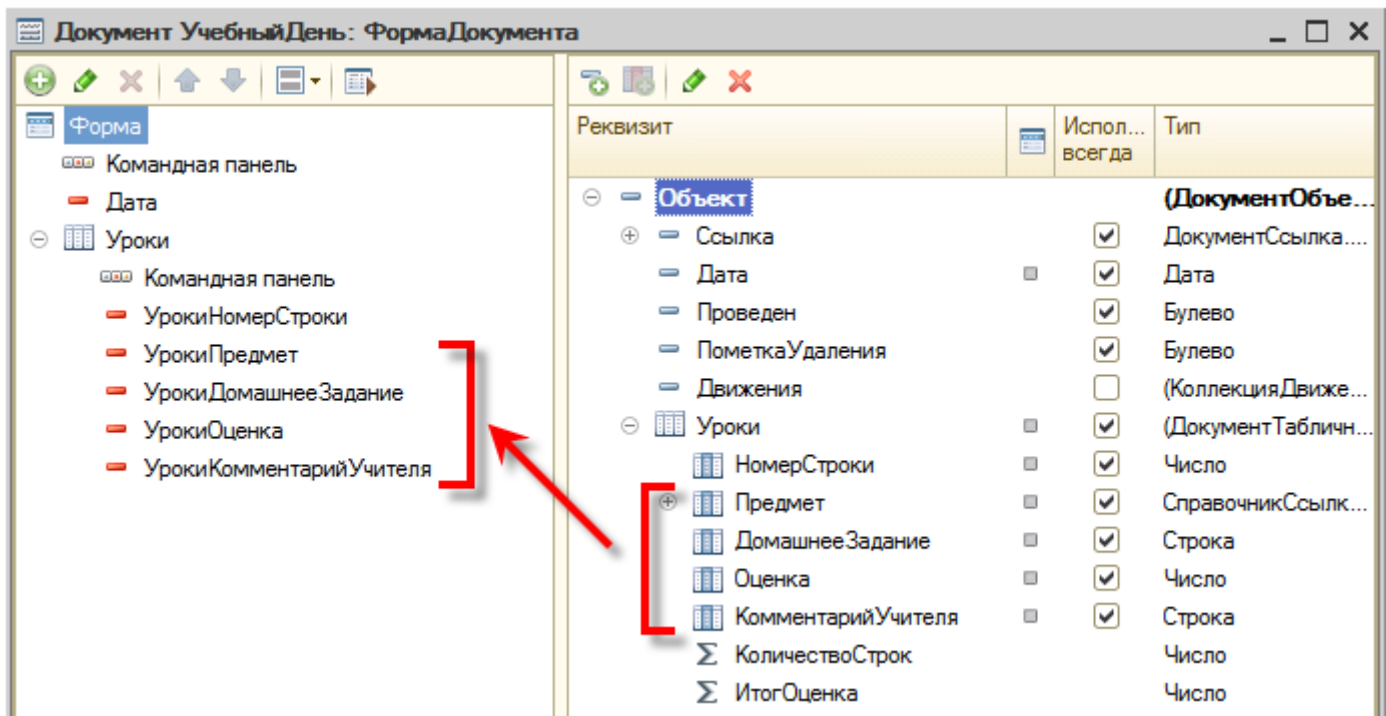 Документ УчебныйДень: ФормаДокумента
Форма
Командная панель
Дата
Уроки
Командная панель
УрокиНомерСтроки
УрокиПредмет
УрокиДомашнееЗадание
УрокиОценка
УрокиКомментарийУчителя
Реквизит Испол... всегда Тип
Объект (ДокументОбъе...
Ссылка ДокументСсылка....
Дата Дата
Проведен Булево
ПометкаУдаления Булево
Движения (КоллекцияДвиже...
Уроки (ДокументТабличн...
НомерСтроки Число
Предмет СправочникСсылк...
ДомашнееЗадание Строка
Оценка Число
КомментарийУчителя Строка
КоличествоСтрок Число
ИтогОценка Число